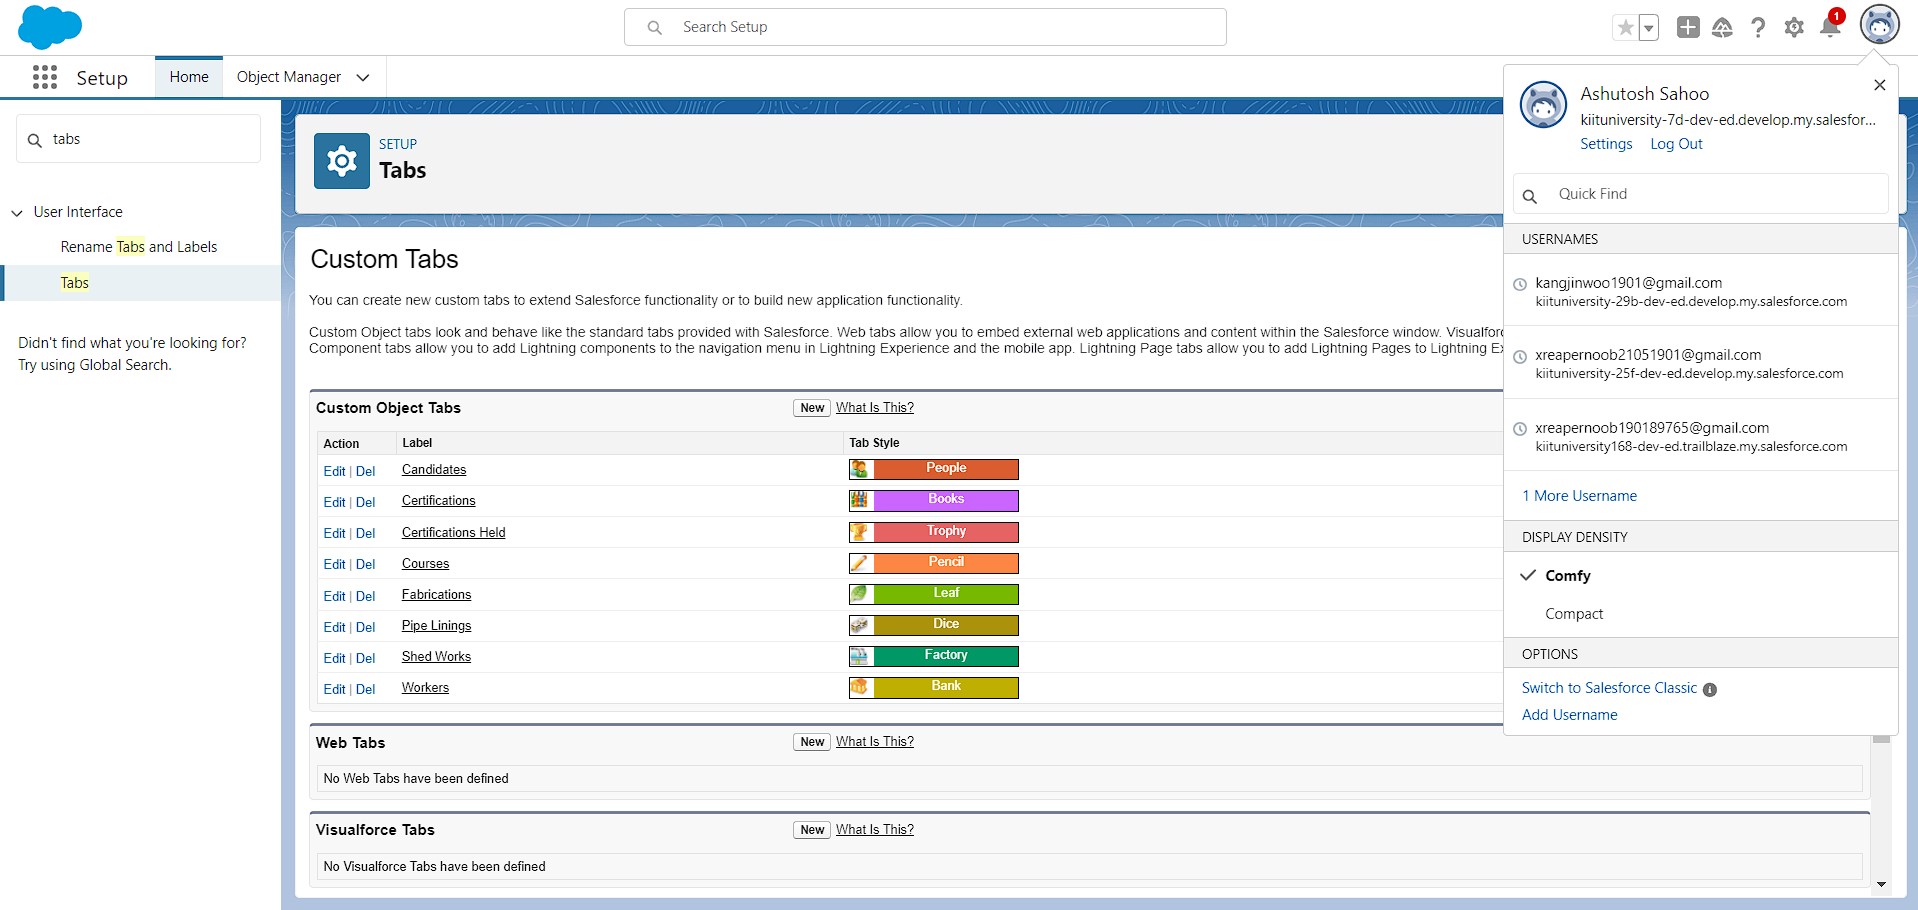 Search Setup
1
Setup
Home
Object Manager
tabs
User Interface
Rename Tabs and Labels
Tabs
Didn't find what you're looking for?
Try using Global Search.
SETUP
Tabs
Custom Tabs
You can create new custom tabs to extend Salesforce functionality or to build new application functionality.
Custom Object tabs look and behave like the standard tabs provided with Salesforce. Web tabs allow you to embed external web applications and content within the Salesforce window. Visualforc
Component tabs allow you to add Lightning components to the navigation menu in Lightning Experience and the mobile app. Lightning Page tabs allow you to add Lightning Pages to Lightning Ex
Custom Object Tabs New What Is This?
Action Label Tab Style
Edit | Del Candidates People
Edit | Del Certifications Books
Edit | Del Certifications Held Trophy
Edit | Del Courses Pencil
Edit | Del Fabrications Leaf
Edit | Del Pipe Linings Dice
Edit | Del Shed Works Factory
Edit | Del Workers Bank
Web Tabs New What Is This?
No Web Tabs have been defined
Visualforce Tabs New What Is This?
No Visualforce Tabs have been defined
Ashutosh Sahoo
kiituniversity-7d-dev-ed.develop.my.salesfor...
Settings Log Out
Quick Find
USERNAMES
kangjinwoo1901@gmail.com
kiituniversity-29b-dev-ed.develop.my.salesforce.com
xreapernoob21051901@gmail.com
kiituniversity-25f-dev-ed.develop.my.salesforce.com
xreapernoob190189765@gmail.com
kiituniversity168-dev-ed.trailblaze.my.salesforce.com
1 More Username
DISPLAY DENSITY
Comfy
Compact
OPTIONS
Switch to Salesforce Classic
Add Username